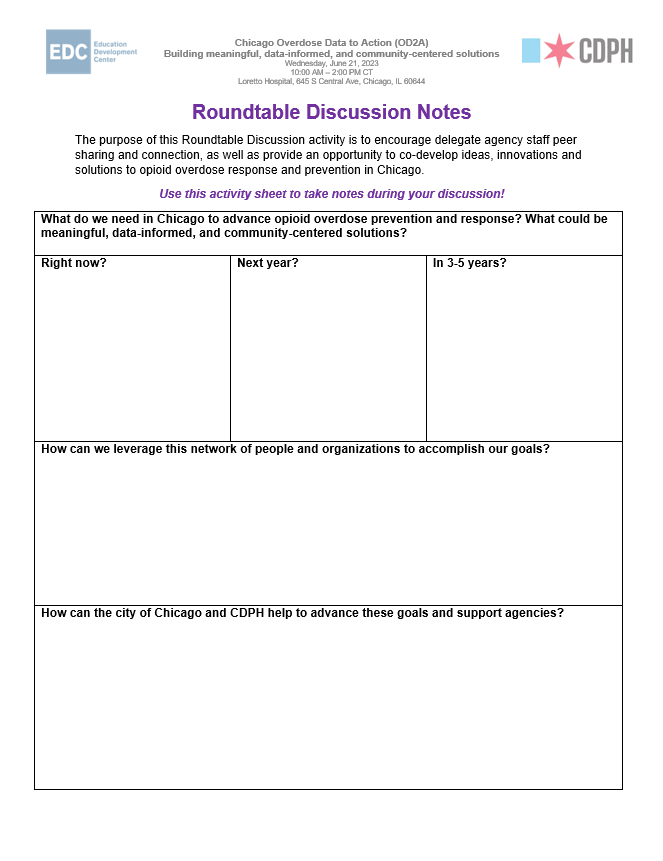 EDC
Education
Development
Center
Chicago Overdose Data to Action (OD2A)
Building meaningful, data-informed, and community-centered solutions
Wednesday, June 21, 2023
10:00 AM – 2:00 PM CT
Loretto Hospital, 645 S Central Ave, Chicago, IL 60644
CDPH
Roundtable Discussion Notes
The purpose of this Roundtable Discussion activity is to encourage delegate agency staff peer
sharing and connection, as well as provide an opportunity to co-develop ideas, innovations and
solutions to opioid overdose response and prevention in Chicago.
Use this activity sheet to take notes during your discussion!
What do we need in Chicago to advance opioid overdose prevention and response? What could be
meaningful, data-informed, and community-centered solutions?
Right now?
Next year?
In 3-5 years?
How can we leverage this network of people and organizations to accomplish our goals?
How can the city of Chicago and CDPH help to advance these goals and support agencies?